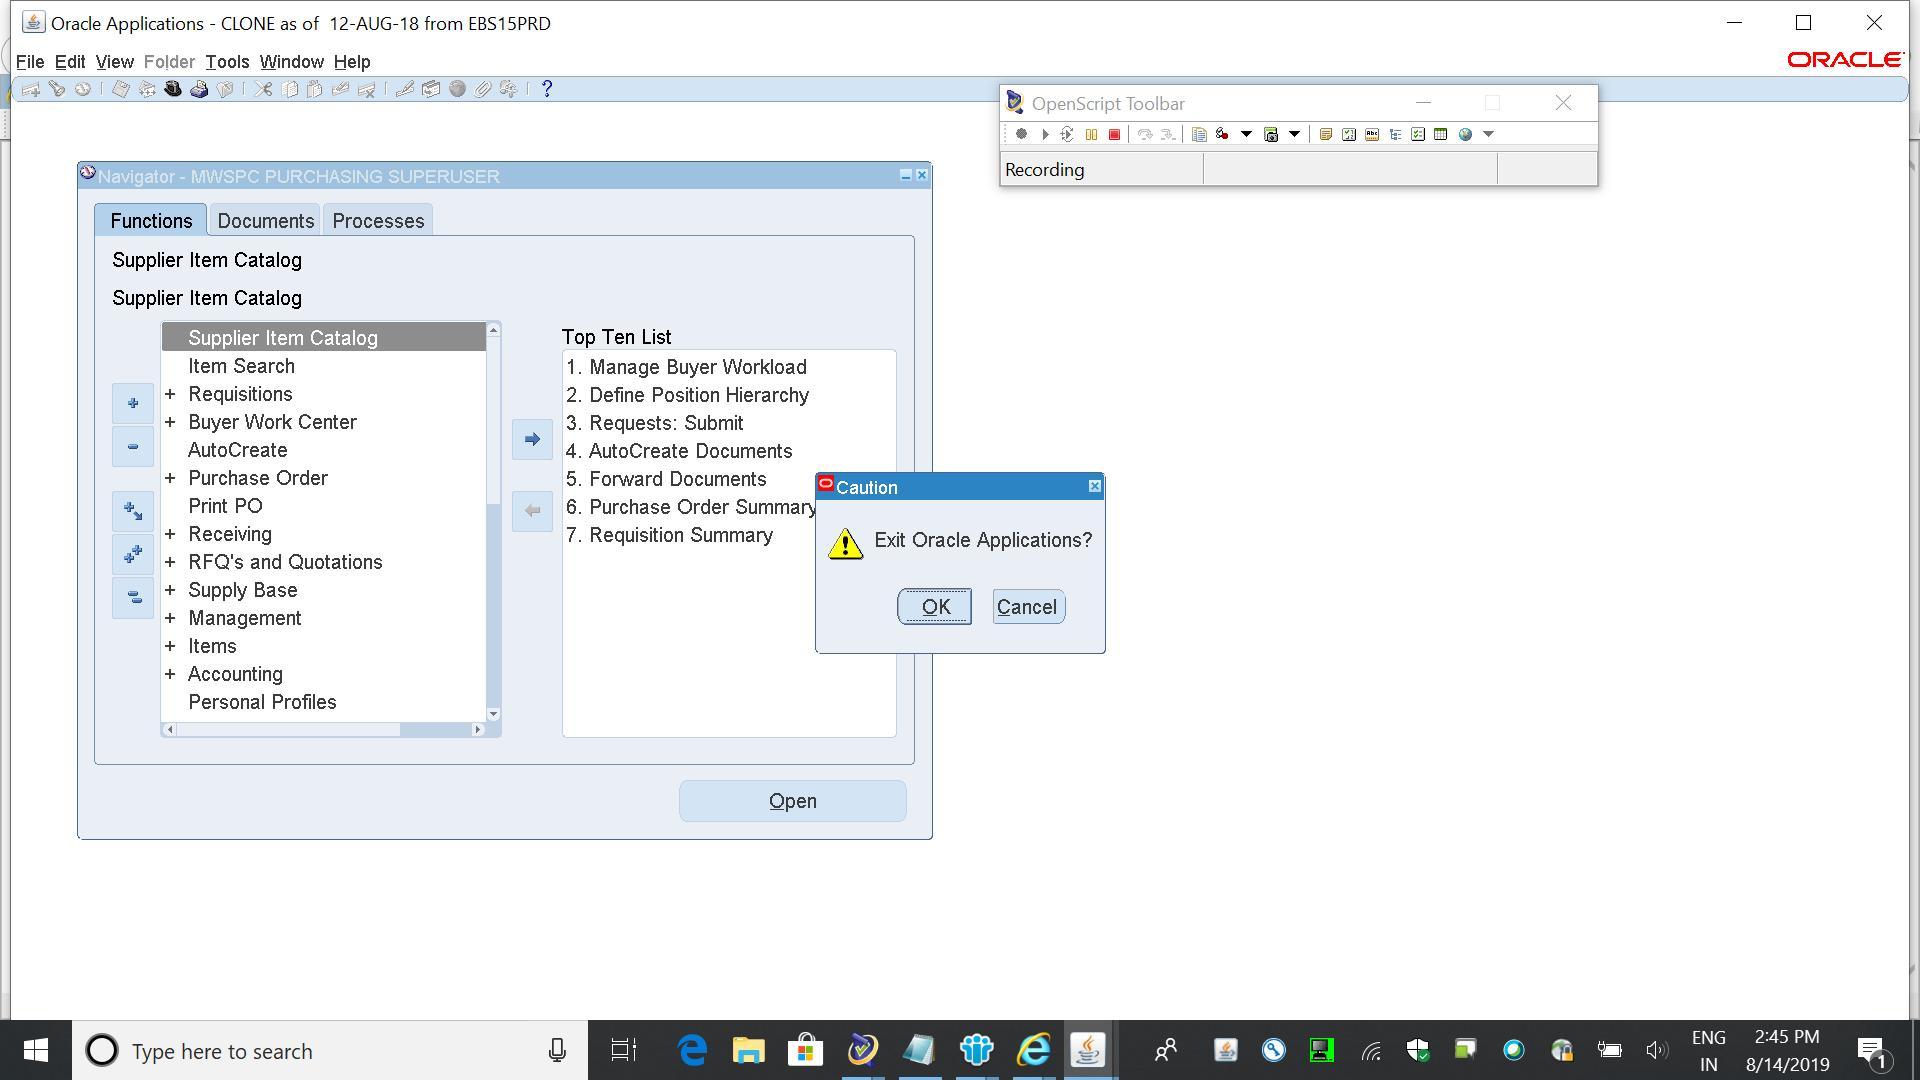 Oracle Applications - CLONE as of  12-AUG-18 from EBS15PRD
File Edit View Folder Tools Window Help
ORACLE
OpenScript Toolbar
Recording
Navigator - MWSPC PURCHASING SUPERUSER
Functions
Documents
Processes
Supplier Item Catalog
Supplier Item Catalog
Supplier Item Catalog
Item Search
+ Requisitions
+ Buyer Work Center
AutoCreate
+ Purchase Order
Print PO
+ Receiving
+ RFQ's and Quotations
+ Supply Base
+ Management
+ Items
+ Accounting
Personal Profiles
Top Ten List
1. Manage Buyer Workload
2. Define Position Hierarchy
3. Requests: Submit
4. AutoCreate Documents
5. Forward Documents
6. Purchase Order Summary
7. Requisition Summary
Open
Caution
Exit Oracle Applications?
OK
Cancel
Type here to search
ENG
IN
2:45 PM
8/14/2019
1